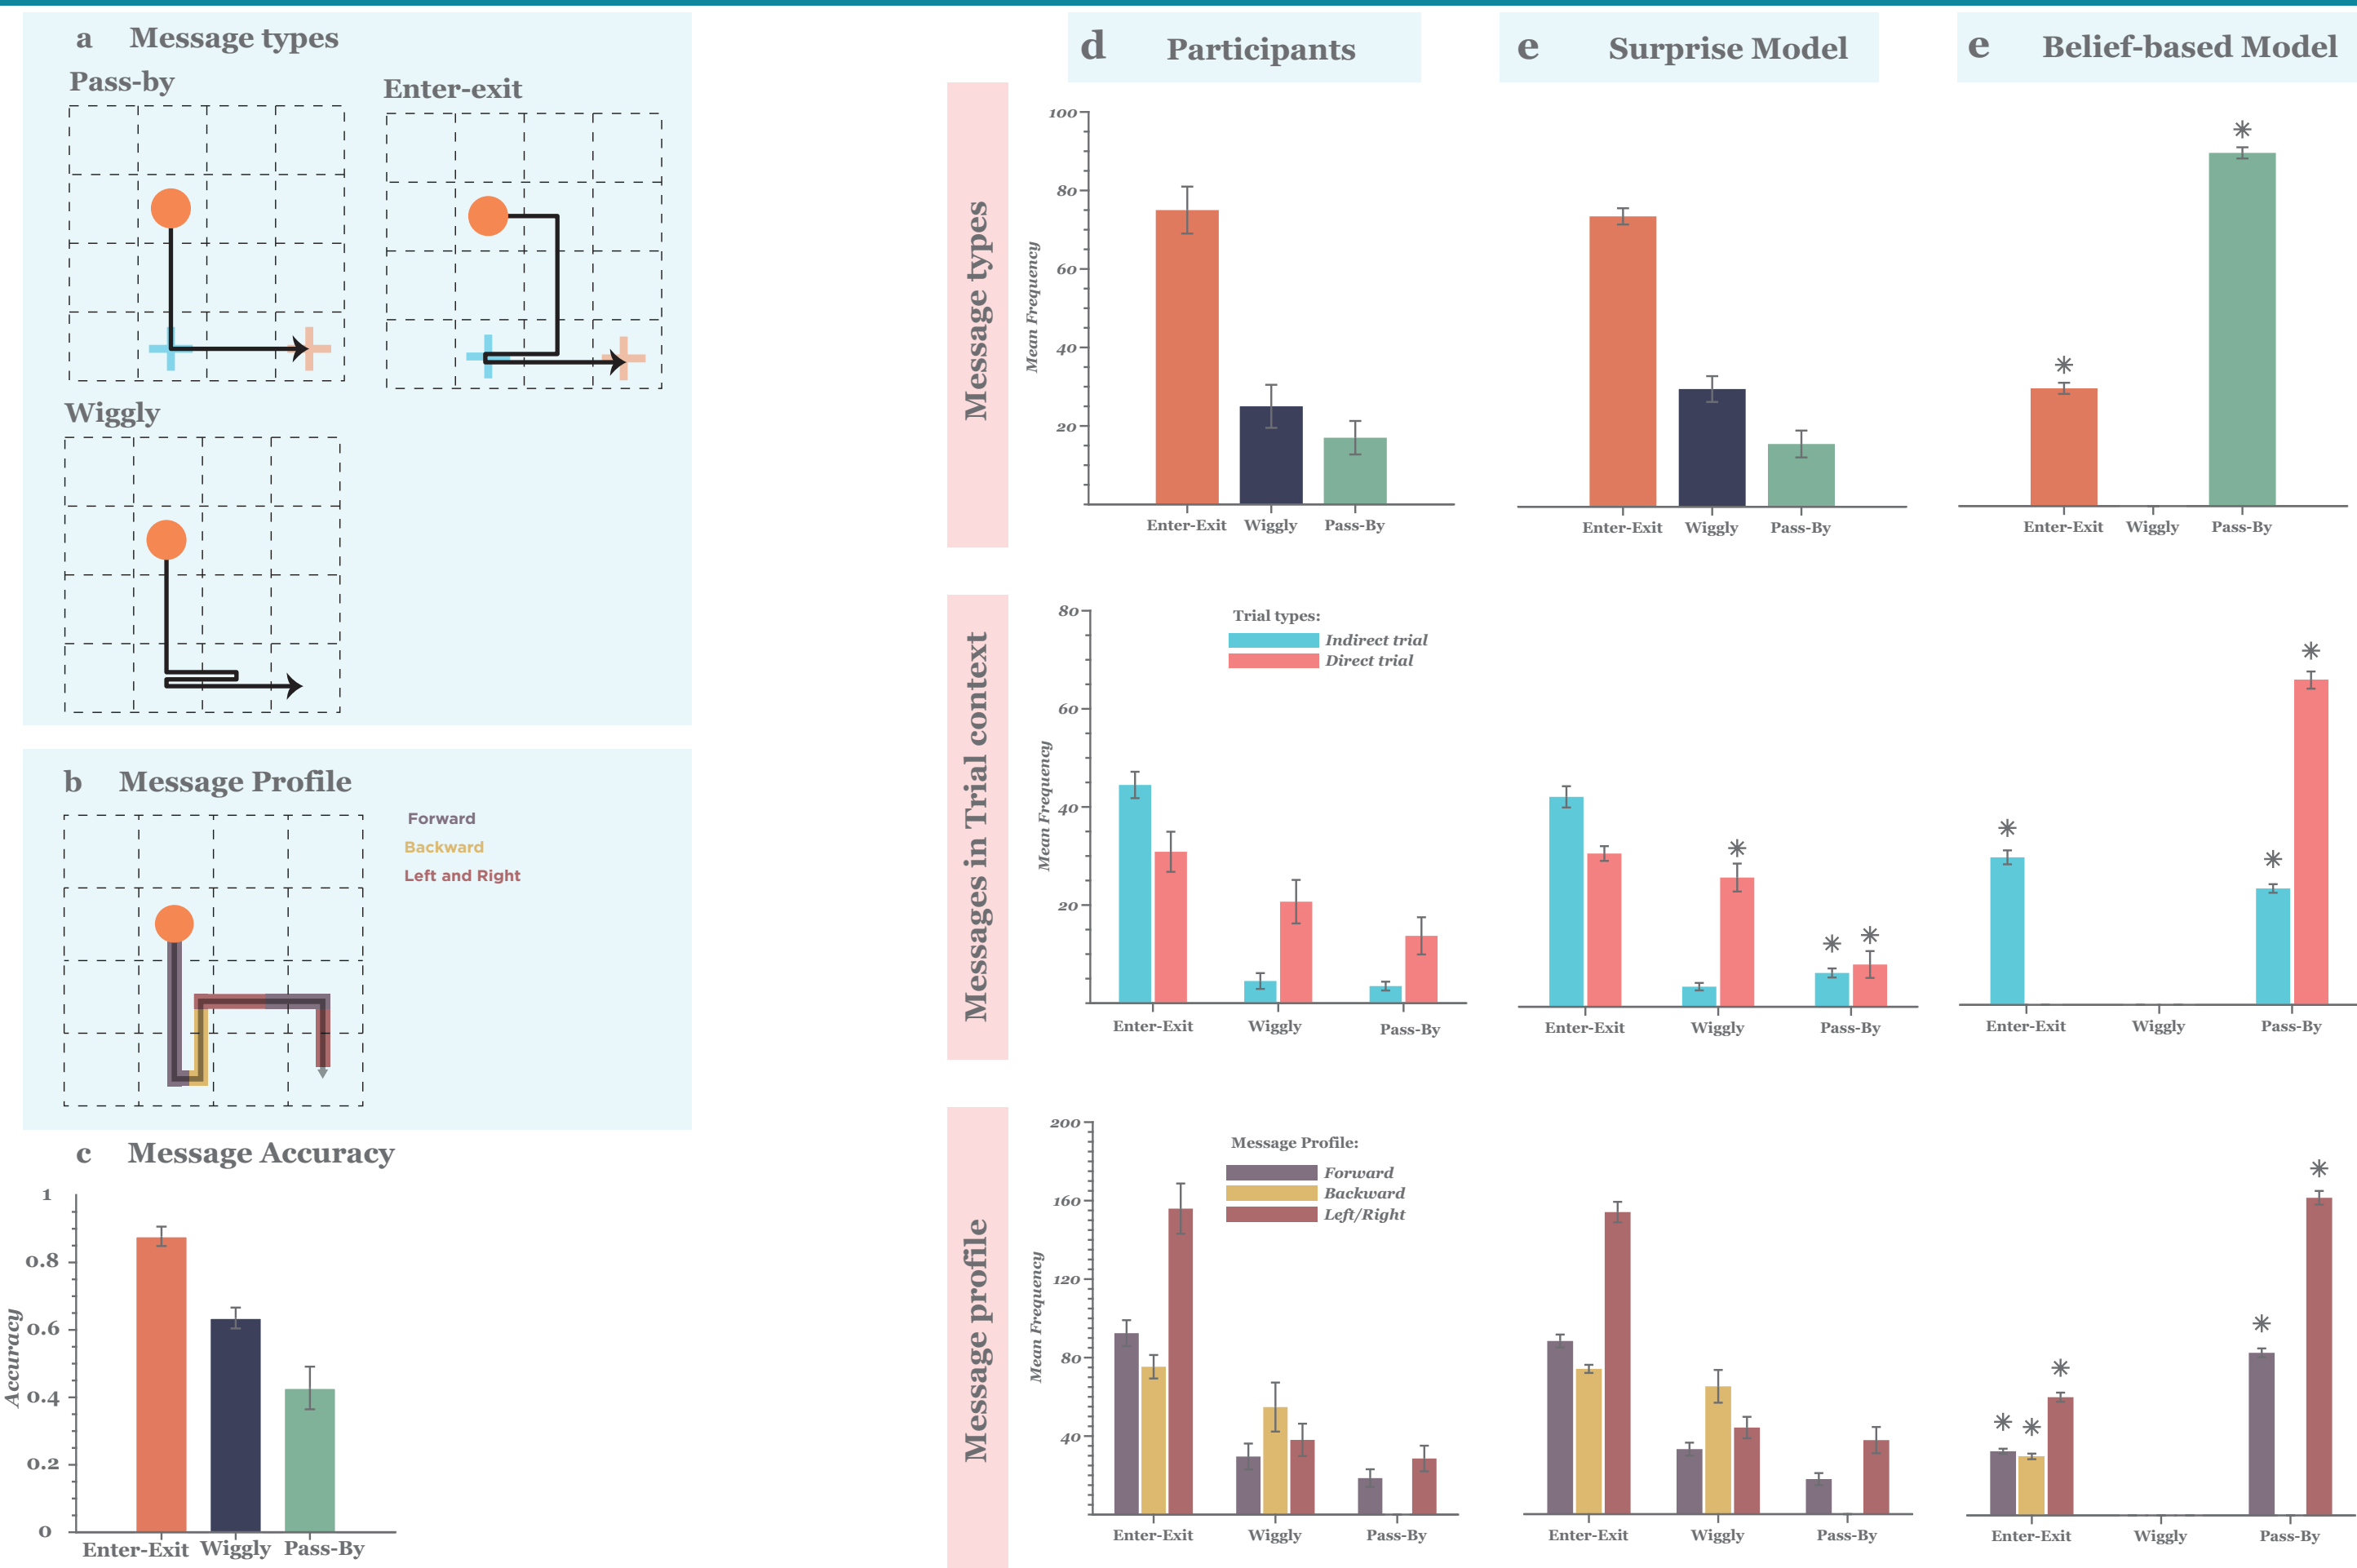 a Message types
Pass-by
Enter-exit
Wiggly
b Message Profile
Forward
Backward
Left and Right
c Message Accuracy
1
0.8
0.6
0.4
0.2
0
Accuracy
Enter-Exit Wiggly Pass-By
d Participants
e Surprise Model
e Belief-based Model
Message types
Mean Frequency
100
80
60
40
20
Enter-Exit Wiggly Pass-By
Enter-Exit Wiggly Pass-By
*
*
Enter-Exit Wiggly Pass-By
Messages in Trial context
Mean Frequency
80
60
40
20
Trial types:
Indirect trial
Direct trial
Enter-Exit Wiggly Pass-By
*
*
*
Enter-Exit Wiggly Pass-By
*
*
*
Enter-Exit Wiggly Pass-By
Message profile
Mean Frequency
200
160
120
80
40
Message Profile:
Forward
Backward
Left/Right
Enter-Exit Wiggly Pass-By
Enter-Exit Wiggly Pass-By
*
*
*
*
*
Enter-Exit Wiggly Pass-By